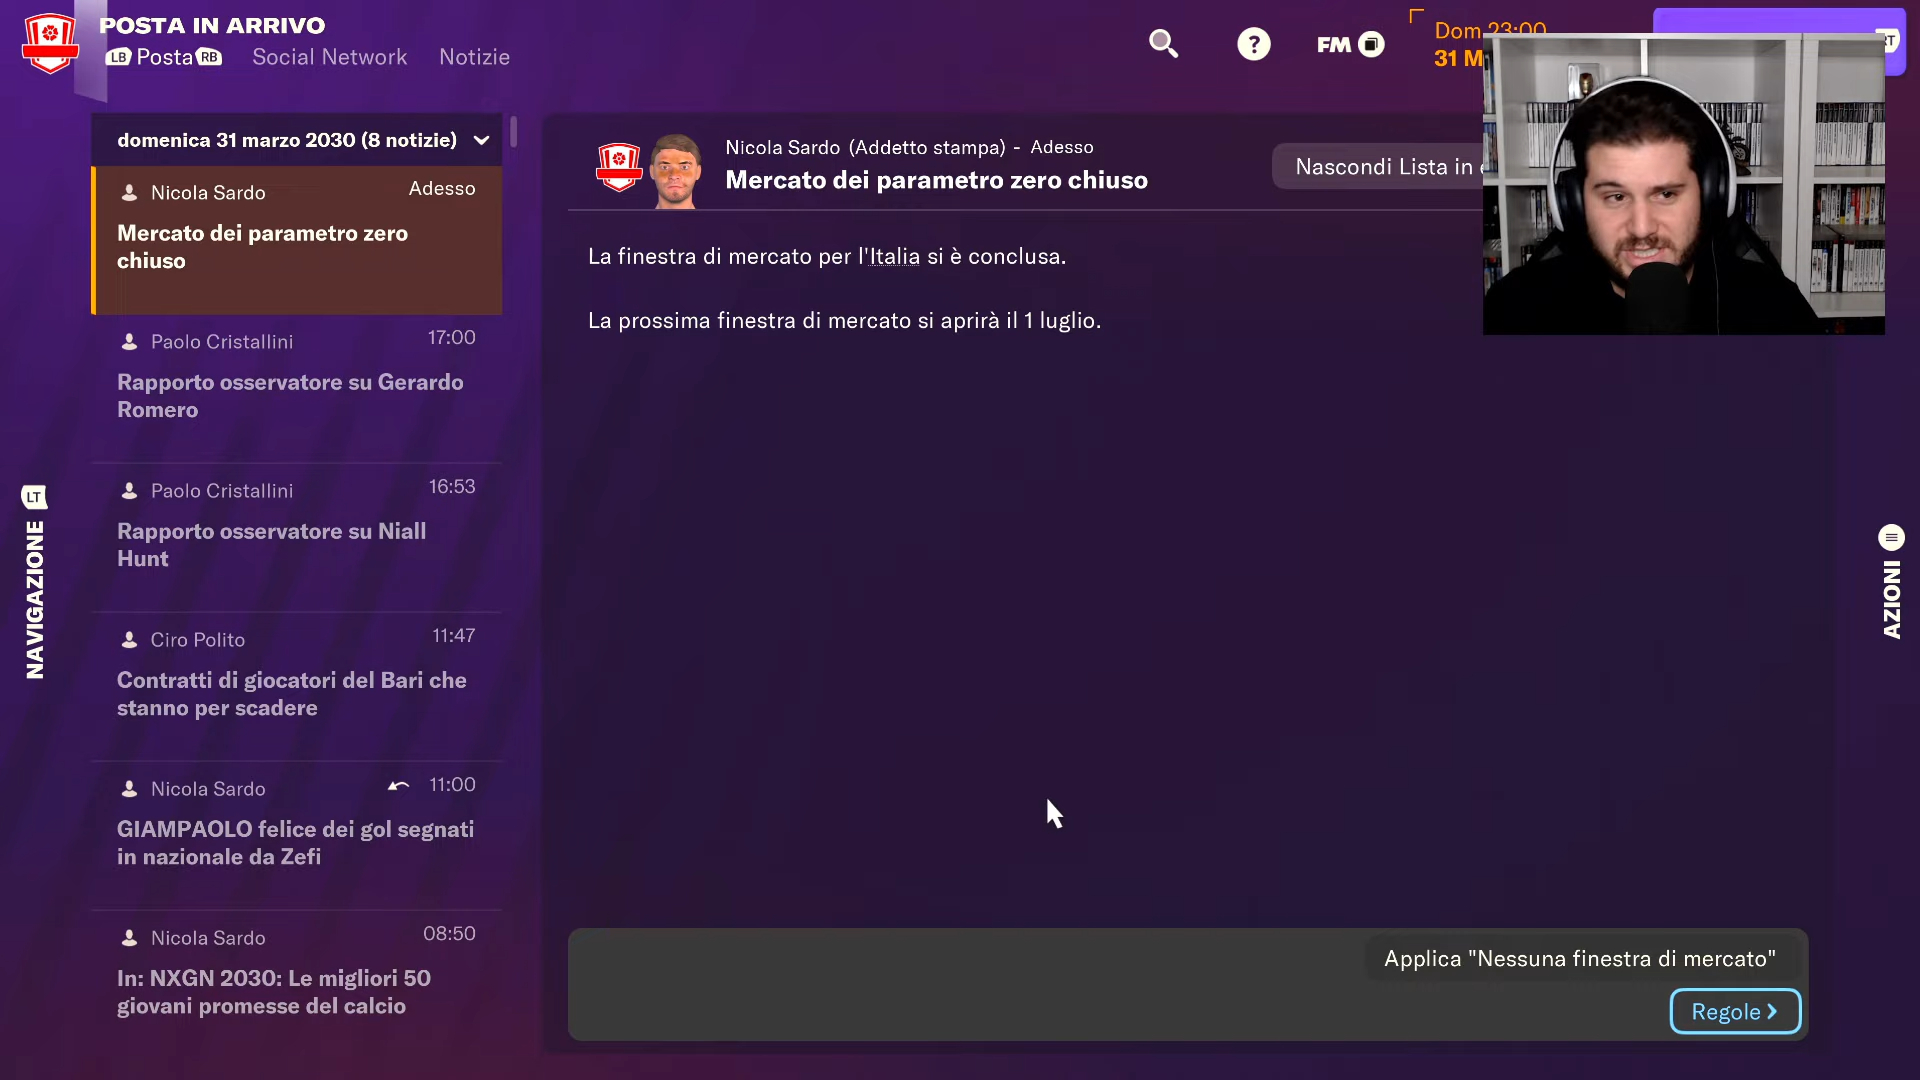 POSTA IN ARRIVO
LB Posta RB Social Network Notizie
FM
Dom 23:00
31 M
RT
domenica 31 marzo 2030 (8 notizie)
Nicola Sardo Adesso
Mercato dei parametro zero
chiuso
Paolo Cristallini 17:00
Rapporto osservatore su Gerardo
Romero
Paolo Cristallini 16:53
Rapporto osservatore su Niall
Hunt
Ciro Polito 11:47
Contratti di giocatori del Bari che
stanno per scadere
Nicola Sardo 11:00
GIAMPAOLO felice dei gol segnati
in nazionale da Zefi
Nicola Sardo 08:50
In: NXGN 2030: Le migliori 50
giovani promesse del calcio
Nicola Sardo (Addetto stampa) - Adesso
Mercato dei parametro zero chiuso
Nascondi Lista in
La finestra di mercato per l'Italia si è conclusa.
La prossima finestra di mercato si aprirà il 1 luglio.
Applica "Nessuna finestra di mercato"
Regole
LT
NAVIGAZIONE
AZIONI